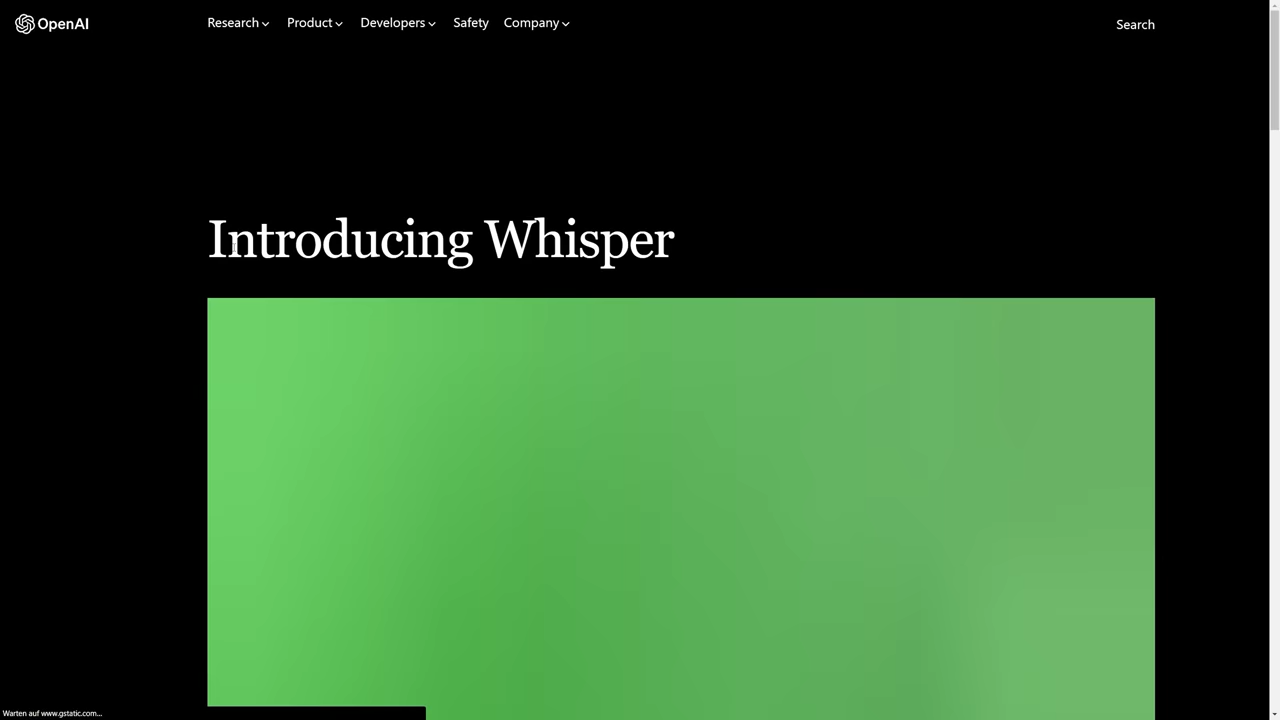 OpenAI
Research Product Developers Safety Company
Search
Introducing Whisper
Warten auf www.gstatic.com...